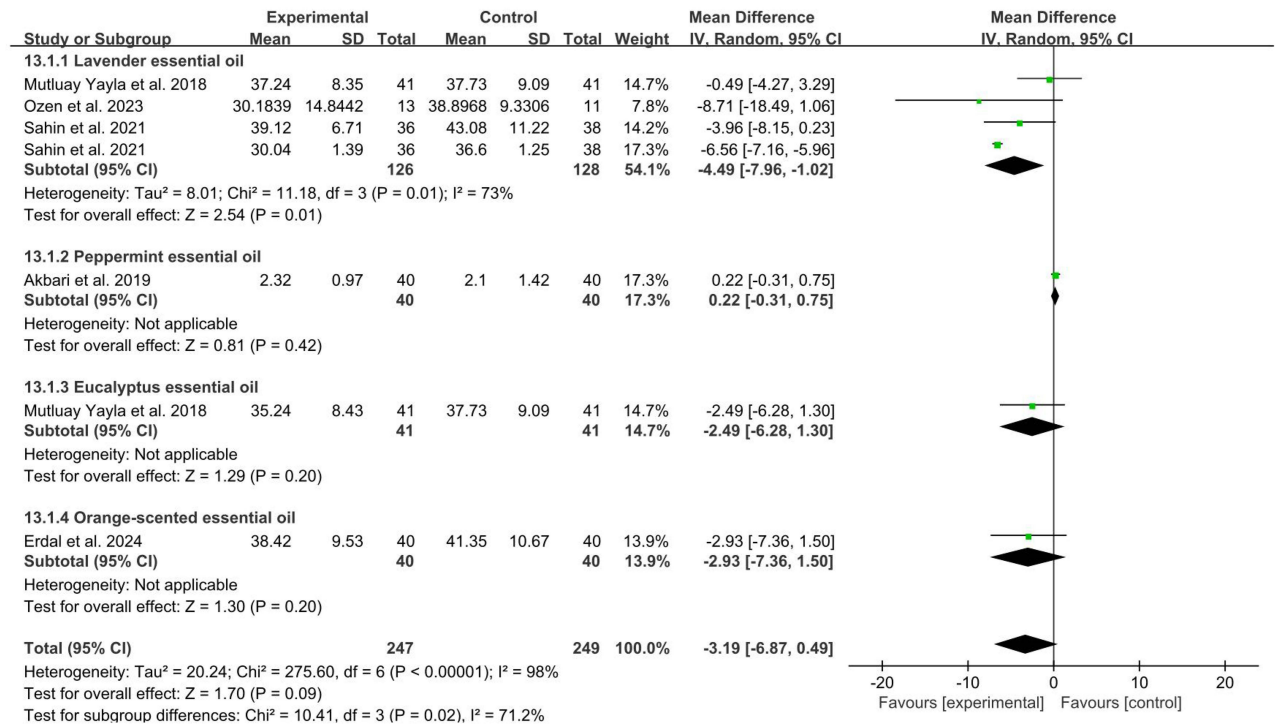 Experimental Control Mean Difference Mean Difference
Study or Subgroup Mean SD Total Mean SD Total Weight IV, Random, 95% CI IV, Random, 95% CI
13.1.1 Lavender essential oil
Mutluay Yayla et al. 2018 37.24 8.35 41 37.73 9.09 41 14.7% -0.49 [-4.27, 3.29]
Ozen et al. 2023 30.1839 14.8442 13 38.8968 9.3306 11 7.8% -8.71 [-18.49, 1.06]
Sahin et al. 2021 39.12 6.71 36 43.08 11.22 38 14.2% -3.96 [-8.15, 0.23]
Sahin et al. 2021 30.04 1.39 36 36.6 1.25 38 17.3% -6.56 [-7.16, -5.96]
Subtotal (95% CI) 126 128 54.1% -4.49 [-7.96, -1.02]
Heterogeneity: Tau² = 8.01; Chi² = 11.18, df = 3 (P = 0.01); I² = 73%
Test for overall effect: Z = 2.54 (P = 0.01)
13.1.2 Peppermint essential oil
Akbari et al. 2019 2.32 0.97 40 2.1 1.42 40 17.3% 0.22 [-0.31, 0.75]
Subtotal (95% CI) 40 40 17.3% 0.22 [-0.31, 0.75]
Heterogeneity: Not applicable
Test for overall effect: Z = 0.81 (P = 0.42)
13.1.3 Eucalyptus essential oil
Mutluay Yayla et al. 2018 35.24 8.43 41 37.73 9.09 41 14.7% -2.49 [-6.28, 1.30]
Subtotal (95% CI) 41 41 14.7% -2.49 [-6.28, 1.30]
Heterogeneity: Not applicable
Test for overall effect: Z = 1.29 (P = 0.20)
13.1.4 Orange-scented essential oil
Erdal et al. 2024 38.42 9.53 40 41.35 10.67 40 13.9% -2.93 [-7.36, 1.50]
Subtotal (95% CI) 40 40 13.9% -2.93 [-7.36, 1.50]
Heterogeneity: Not applicable
Test for overall effect: Z = 1.30 (P = 0.20)
Total (95% CI) 247 249 100.0% -3.19 [-6.87, 0.49]
Heterogeneity: Tau² = 20.24; Chi² = 275.60, df = 6 (P < 0.00001); I² = 98%
Test for overall effect: Z = 1.70 (P = 0.09)
Test for subgroup differences: Chi² = 10.41, df = 3 (P = 0.02), I² = 71.2%
-20 -10 0 10 20
Favours [experimental] Favours [control]